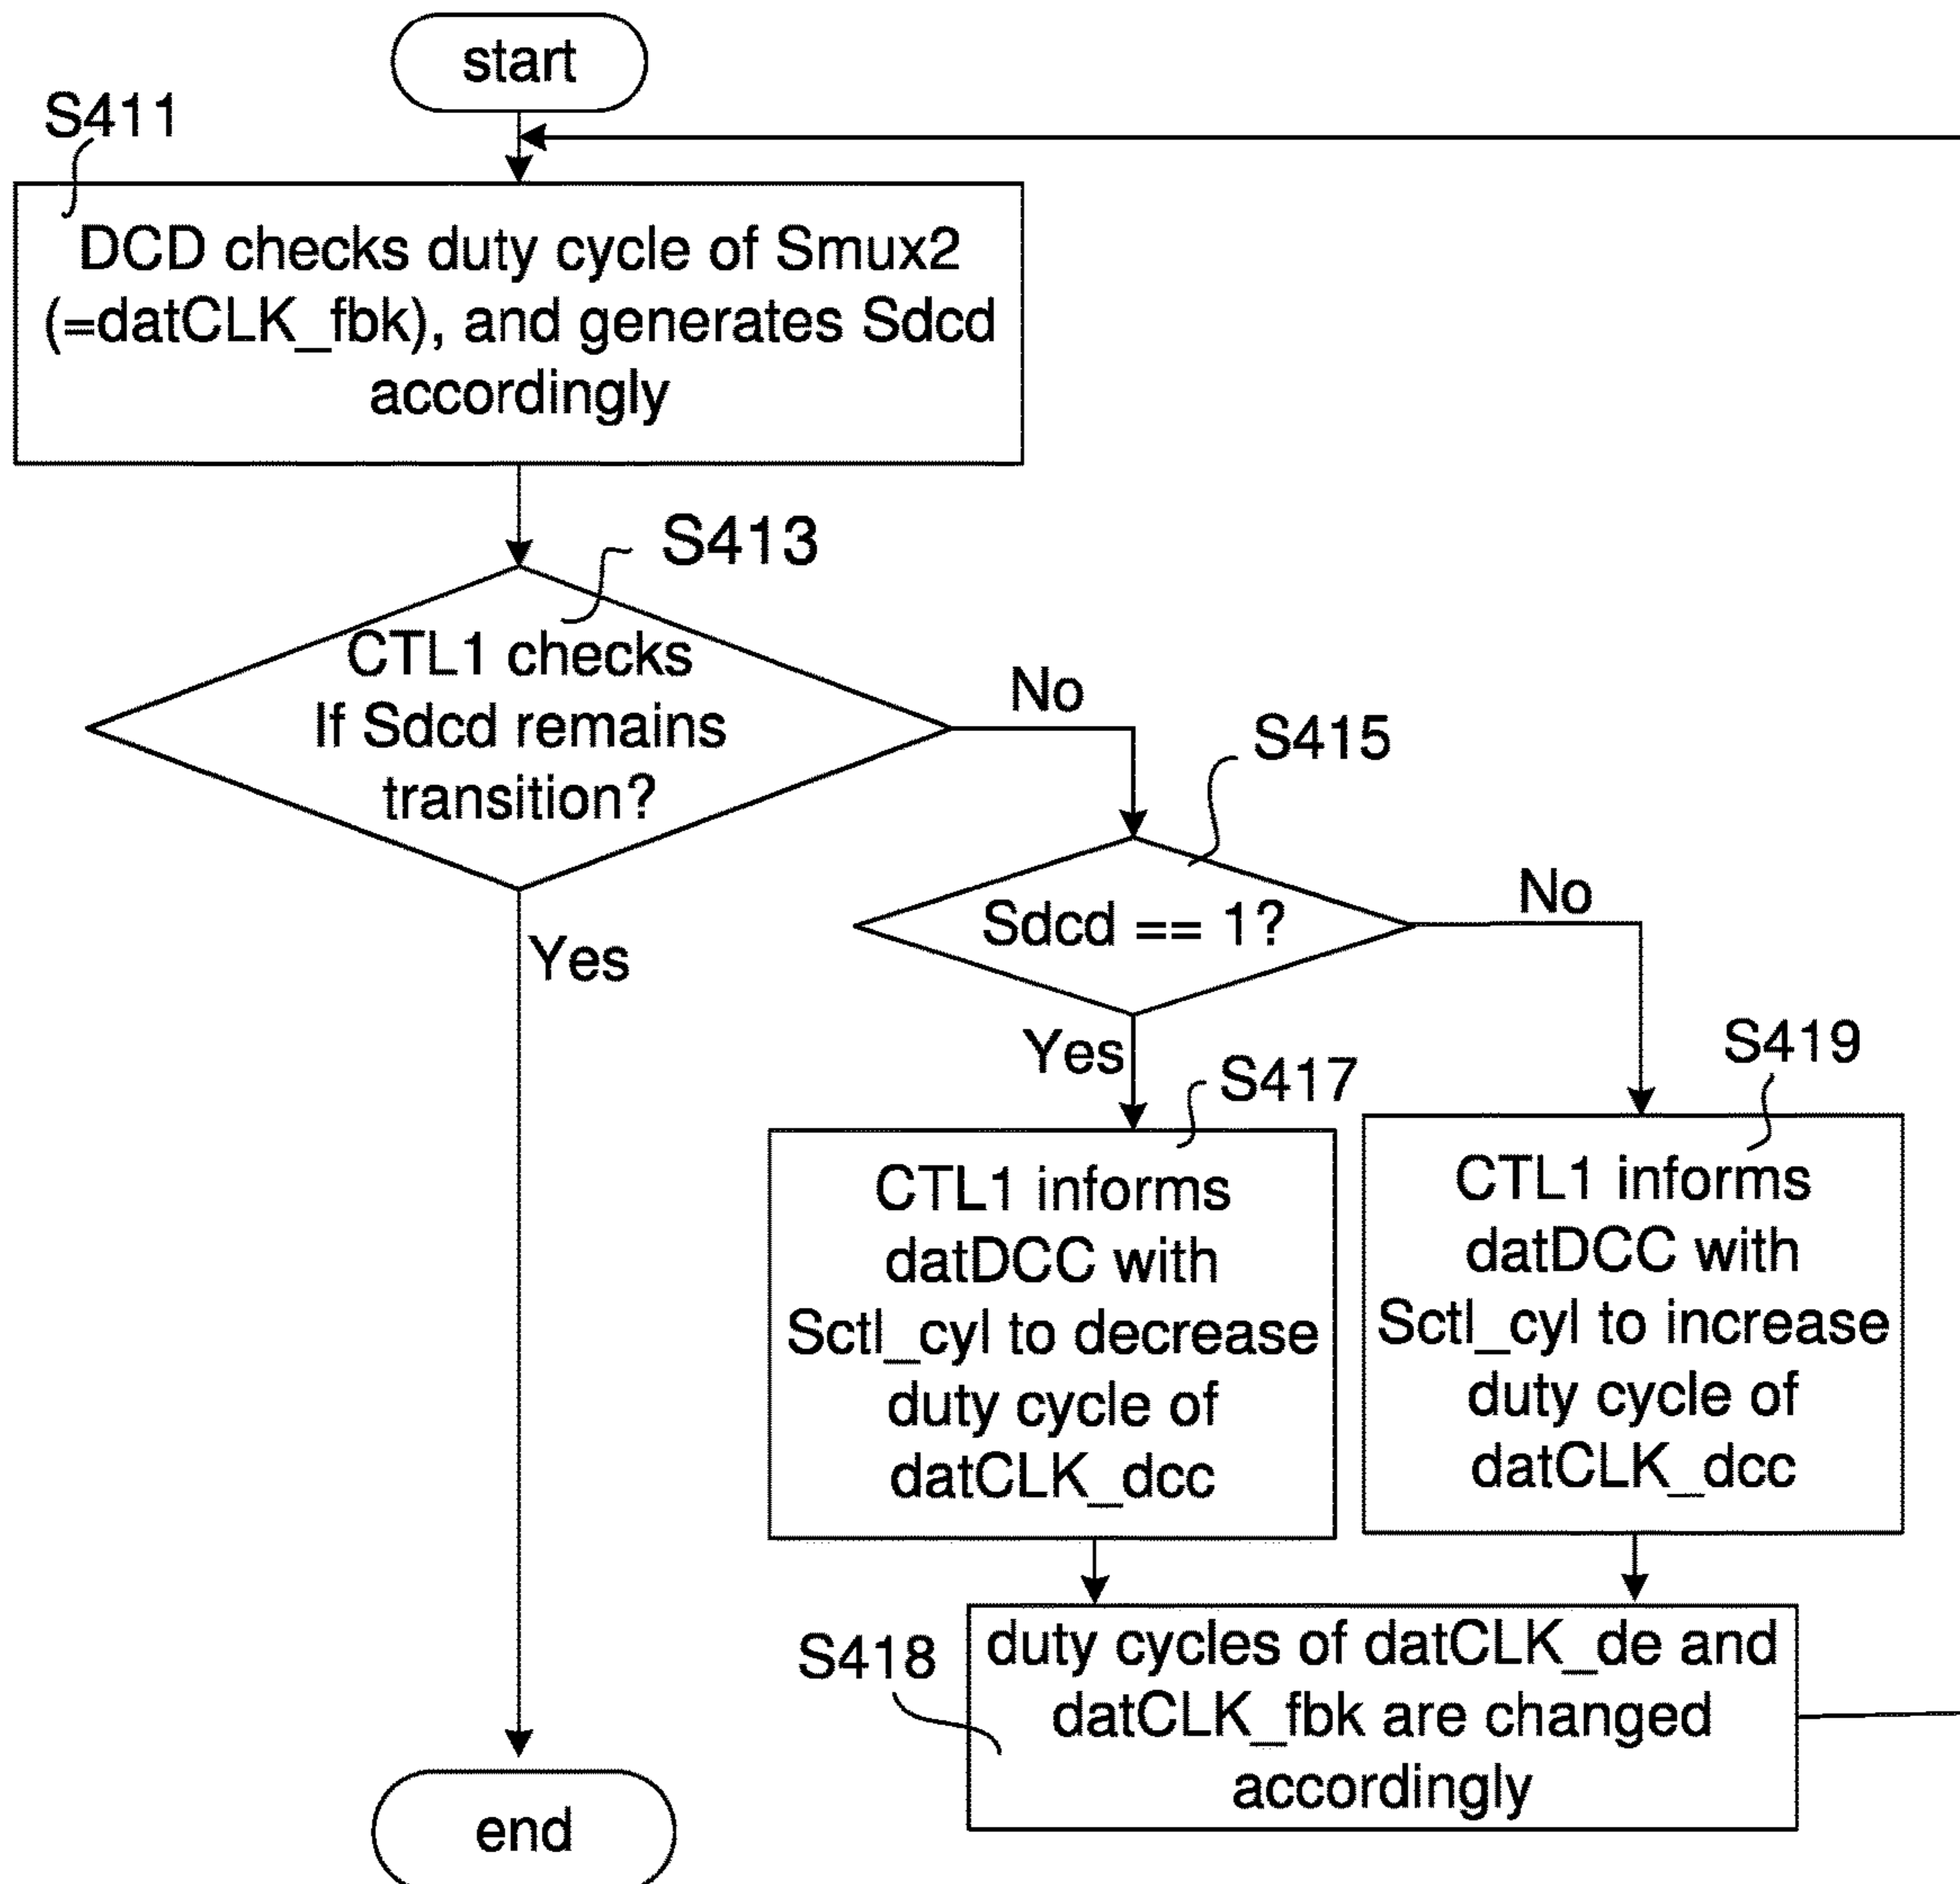 start
S411
DCD checks duty cycle of Smux2
(=datCLK_fbk), and generates Sdcd
accordingly
S413
CTL1 checks
If Sdcd remains
transition?
No
Yes
S415
Sdcd == 1?
No
Yes
S417
CTL1 informs
datDCC with
Sctl_cyl to decrease
duty cycle of
datCLK_dcc
S419
CTL1 informs
datDCC with
Sctl_cyl to increase
duty cycle of
datCLK_dcc
S418
duty cycles of datCLK_de and
datCLK_fbk are changed
accordingly
end